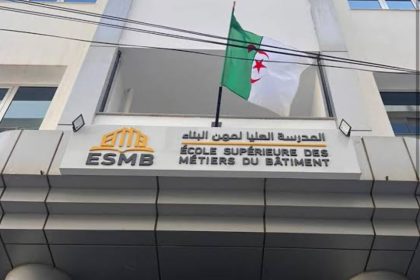 المدرسة العليا لمهن البناء
ESMB
ÉCOLE SUPÉRIEURE DES
MÉTIERS DU BÂTIMENT